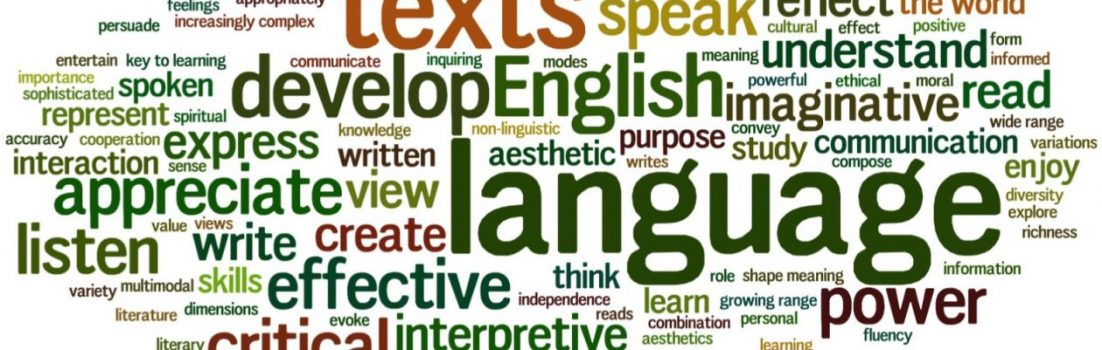 feelings appropriately reflect the world
persuade increasingly complex texts speak cultural effect positive
entertain key to learning communicate inquiring modes meaning understand form informed
importance sophisticated spoken develop English powerful ethical moral read
represent spiritual imaginative wide range
accuracy cooperation express knowledge non-linguistic purpose convey study communication variations
interaction sense written aesthetic writes compose enjoy
appreciate view language diversity
value views explore
listen write create richness
variety multimodal skills effective think role shape meaning information
literature dimensions independence learn growing range power
evoke reads combination personal fluency
literary critical interpretive aesthetics learning